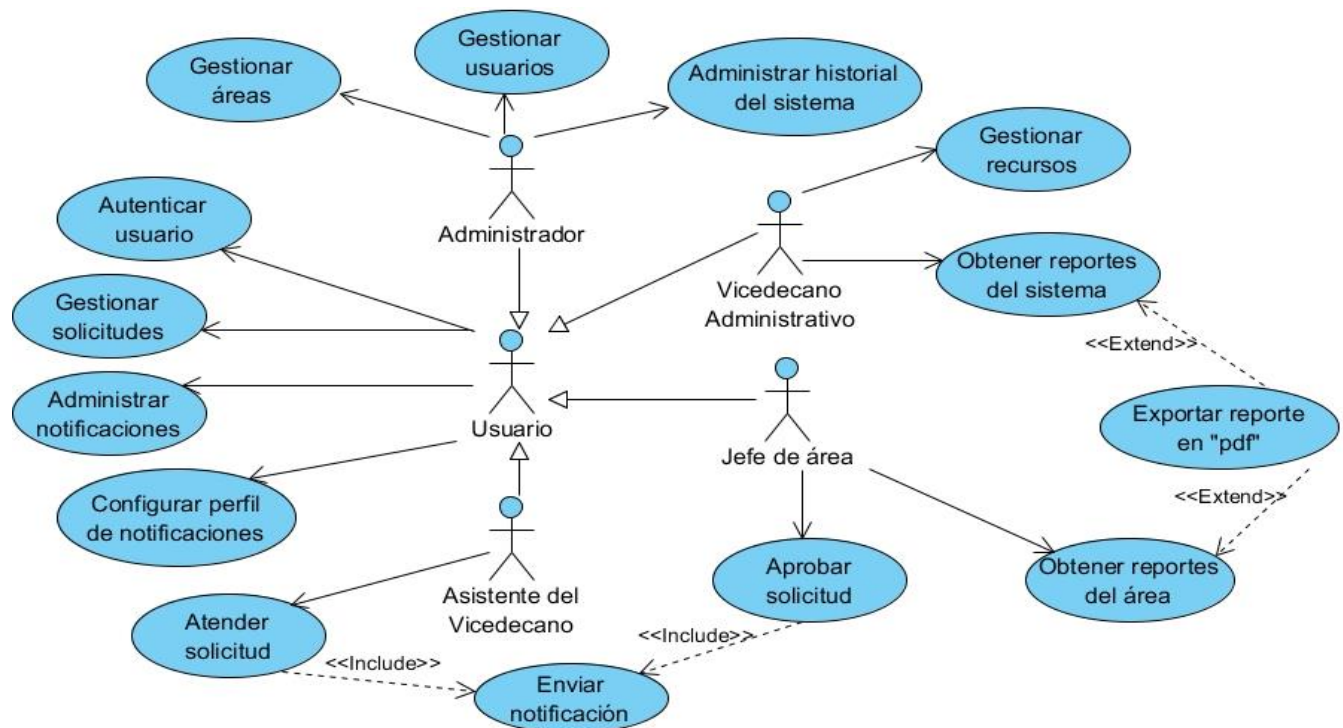 Gestionar
usuarios
Gestionar
áreas
Administrar historial
del sistema
Gestionar
recursos
Administrador
Autenticar
usuario
Vicedecano
Administrativo
Obtener reportes
del sistema
Gestionar
solicitudes
<<Extend>>
Administrar
notificaciones
Usuario
Jefe de área
Exportar reporte
en "pdf"
<<Extend>>
Configurar perfil
de notificaciones
Asistente del
Vicedecano
Aprobar
solicitud
Obtener reportes
del área
Atender
solicitud
<<Include>>
<<Include>>
Enviar
notificación